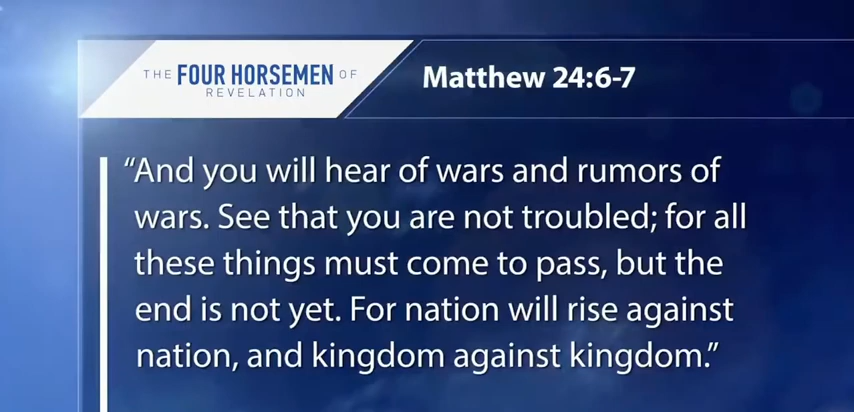 THE FOUR HORSEMEN OF
REVELATION
Matthew 24:6-7
“And you will hear of wars and rumors of
wars. See that you are not troubled; for all
these things must come to pass, but the
end is not yet. For nation will rise against
nation, and kingdom against kingdom.”